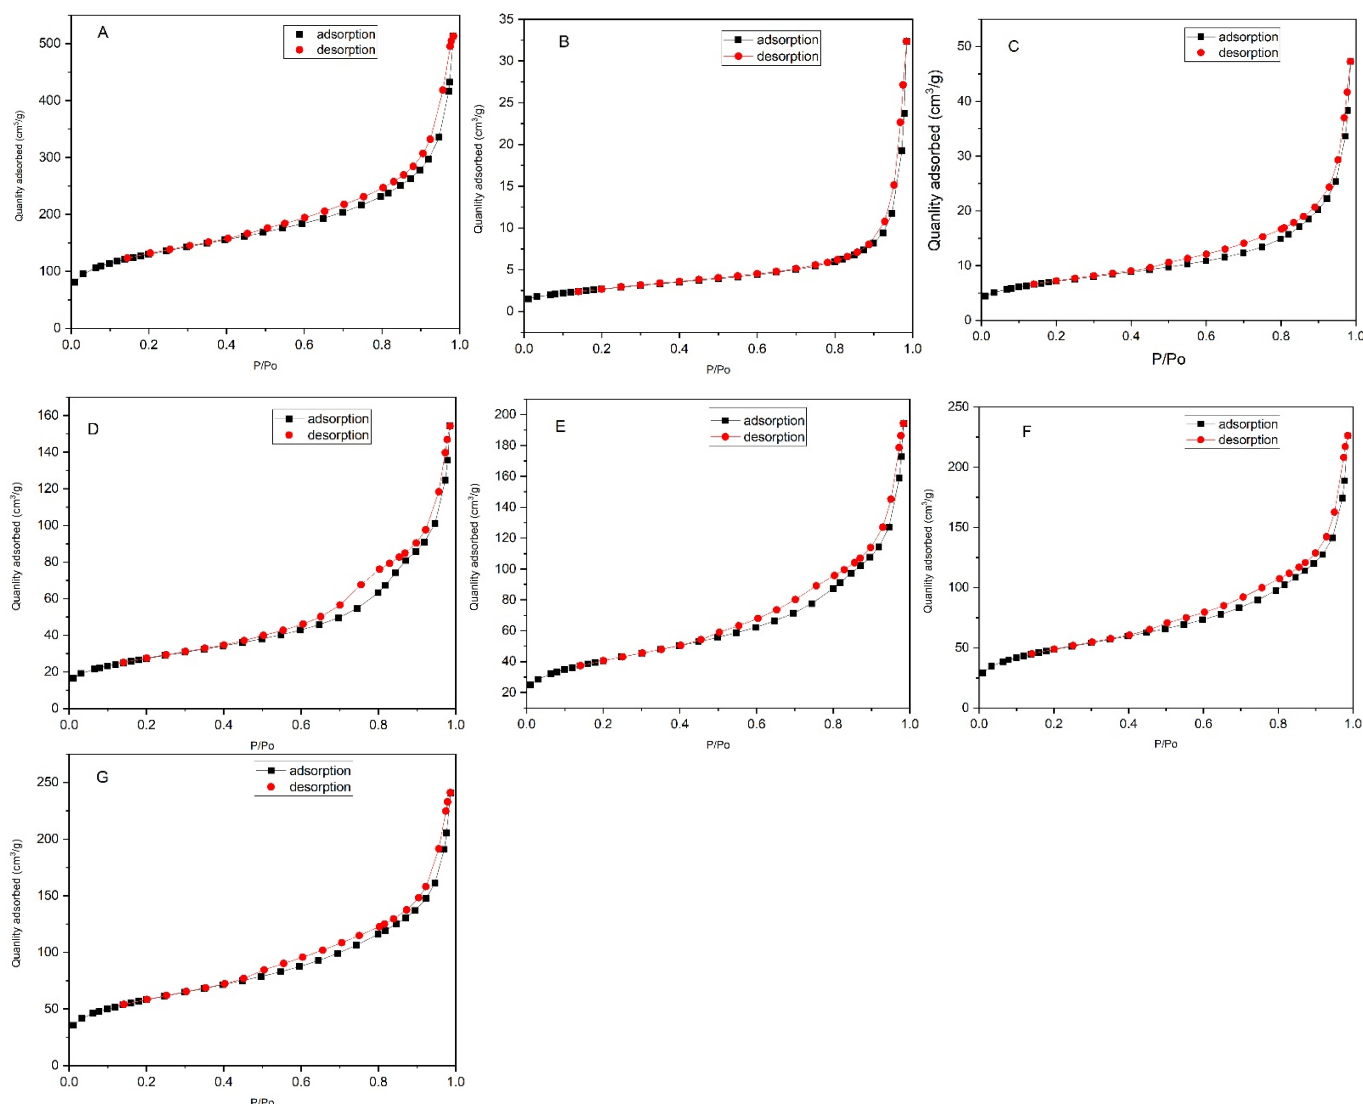 A
adsorption
desorption
Quanlity adsorbed (cm³/g)
500
400
300
200
100
0
0.0 0.2 0.4 0.6 0.8 1.0
P/Po
B
adsorption
desorption
Quanlity adsorbed (cm³/g)
35
30
25
20
15
10
5
0
0.0 0.2 0.4 0.6 0.8 1.0
P/Po
C
adsorption
desorption
Quanlity adsorbed (cm³/g)
50
40
30
20
10
0
0.0 0.2 0.4 0.6 0.8 1.0
P/Po
D
adsorption
desorption
Quanlity adsorbed (cm³/g)
160
140
120
100
80
60
40
20
0
0.0 0.2 0.4 0.6 0.8 1.0
P/Po
E
adsorption
desorption
Quanlity adsorbed (cm³/g)
200
180
160
140
120
100
80
60
40
20
0.0 0.2 0.4 0.6 0.8 1.0
P/Po
F
adsorption
desorption
Quanlity adsorbed (cm³/g)
250
200
150
100
50
0
0.0 0.2 0.4 0.6 0.8 1.0
P/Po
G
adsorption
desorption
Quanlity adsorbed (cm³/g)
250
200
150
100
50
0
0.0 0.2 0.4 0.6 0.8 1.0
P/Po